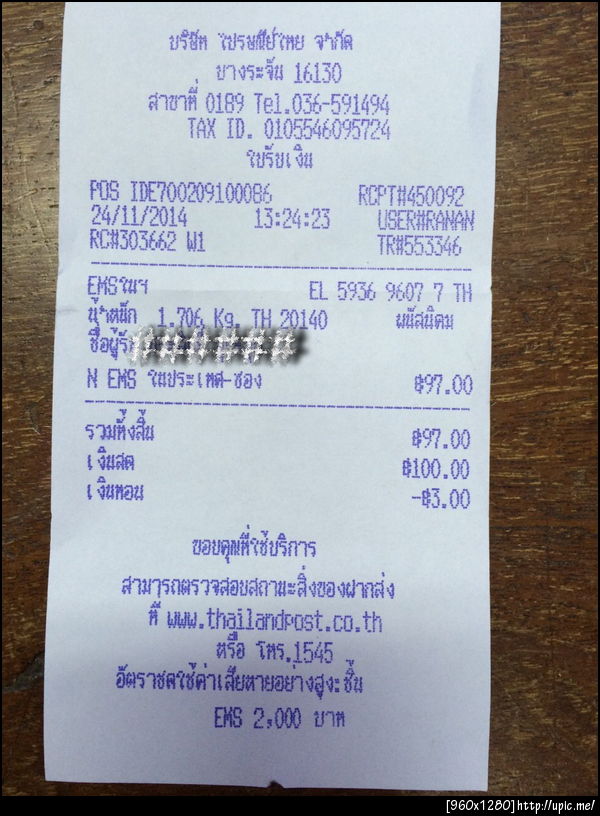 บริษัท ไปรษณีย์ไทย จำกัด
บางระจัน 16130
สาขาที่ 0189 Tel.036-591494
TAX ID. 0105546095724
ใบรับเงิน
POS IDE700209100086 RCPT#450092
24/11/2014 13:24:23 USER#RANAN
RC#303662 W1 TR#553346
EMSในฯ EL 5936 9607 7 TH
น้ำหนัก 1.706 Kg. TH 20140 พนัสนิคม
ชื่อผู้รับ
N EMS ในประเทศ-ซอง ฿97.00
รวมทั้งสิ้น ฿97.00
เงินสด ฿100.00
เงินทอน -฿3.00
ขอบคุณที่ใช้บริการ
สามารถตรวจสอบสถานะสิ่งของฝากส่ง
ที่ www.thailandpost.co.th
หรือ โทร.1545
อัตราชดใช้ค่าเสียหายอย่างสูงะชิ้น
EMS 2,000 บาท
[960x1280]http://upic.me/